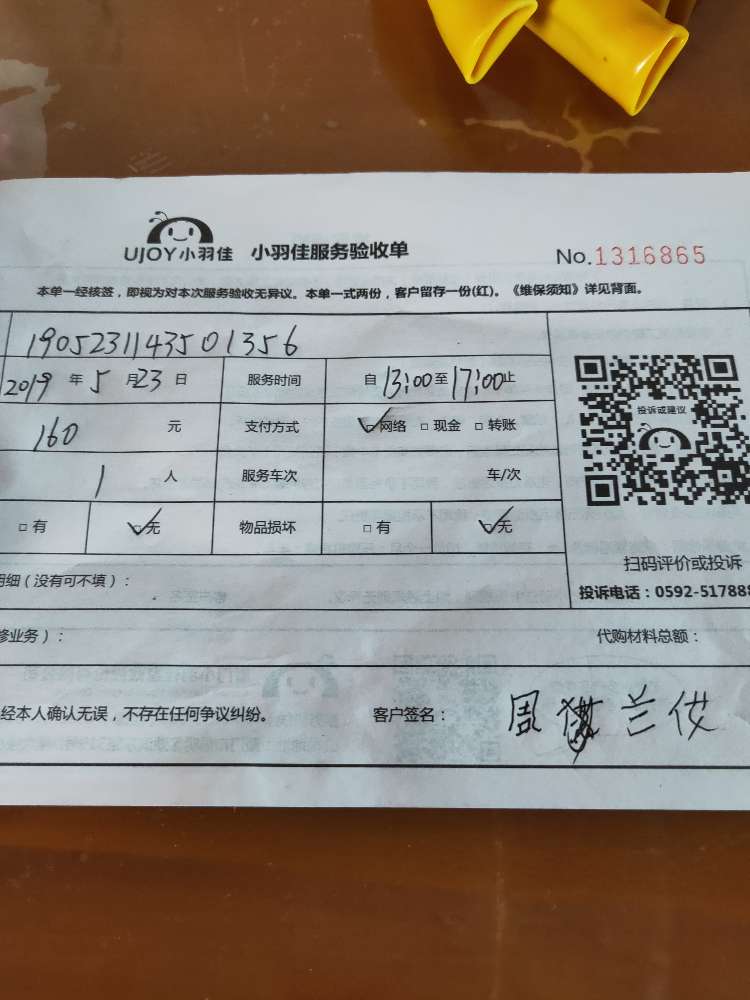 UJOY小羽佳 小羽佳服务验收单 No.1316865
本单一经核签，即视为对本次服务验收无异议。本单一式两份，客户留存一份(红)。《维保须知》详见背面。
1905231143501356
2019 年 5 月 23 日 服务时间 自 13:00 至 17:00 止
160 元 支付方式 网络 现金 转账
投诉或建议
1 人 服务车次 车/次
有 无 物品损坏 有 无
扫码评价或投诉
明细（没有可不填）：
投诉电话：0592-517888
修业务）： 代购材料总额：
经本人确认无误，不存在任何争议纠纷。 客户签名： 周 兰